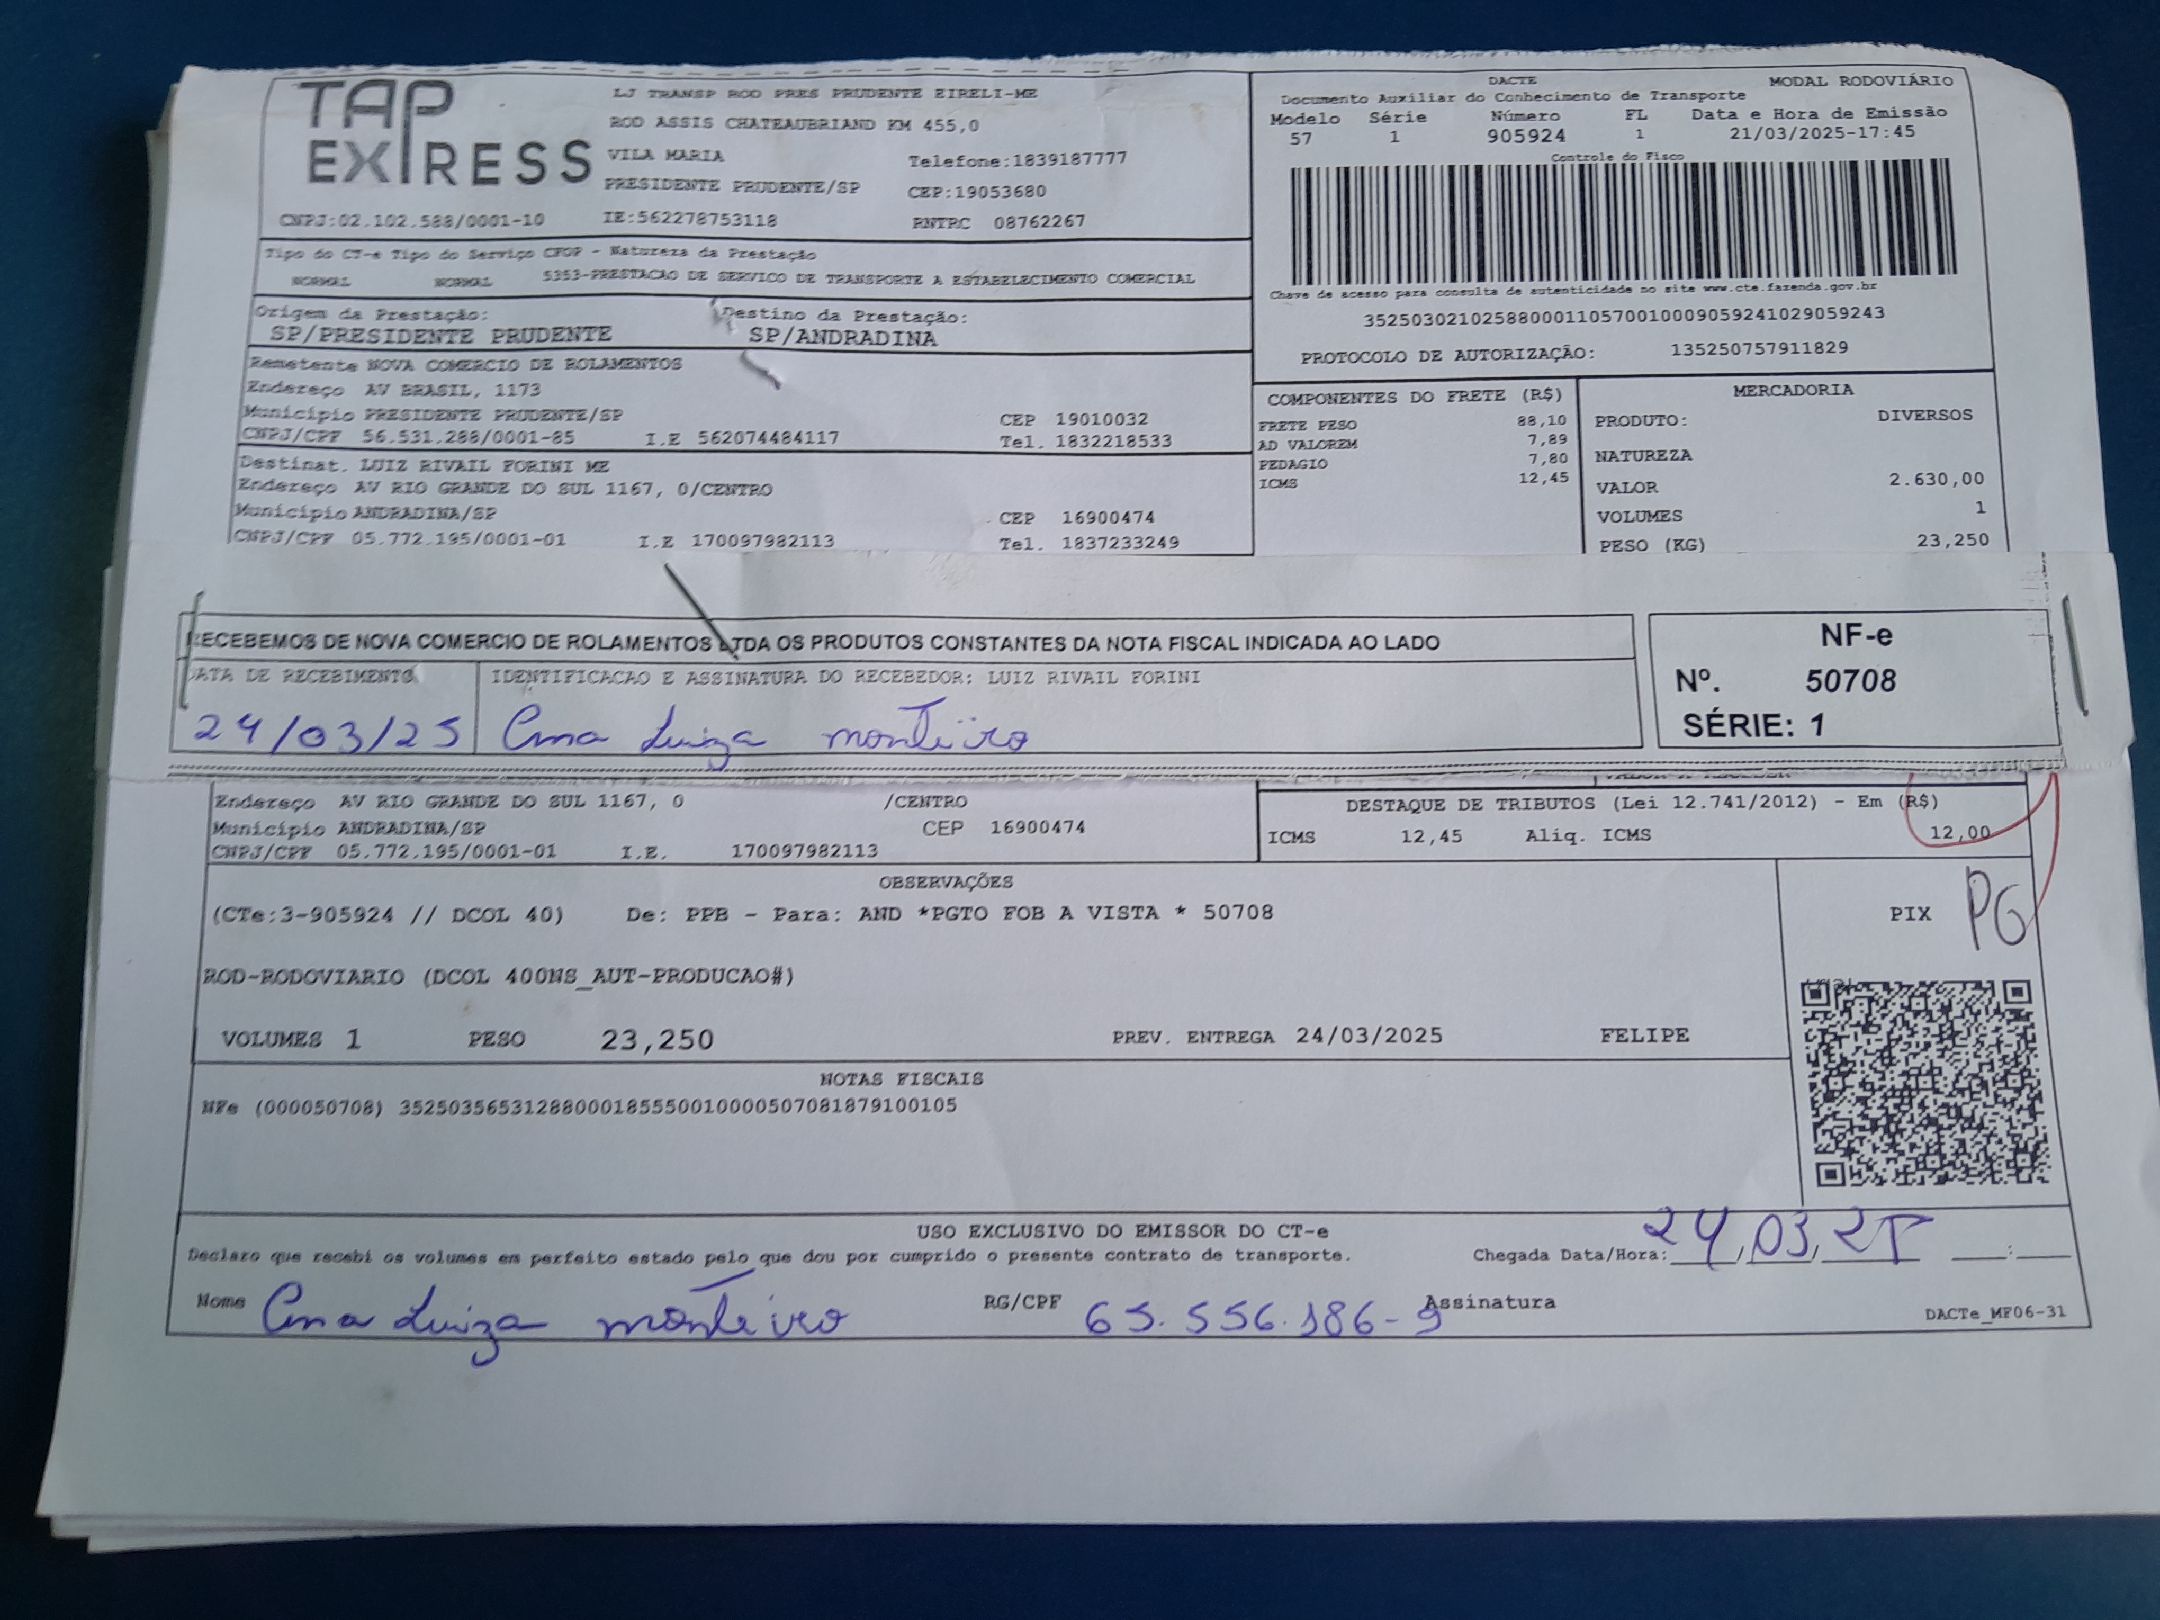 TAP EXPRESS
LJ TRANSP ROD PRES PRUDENTE EIRELI-ME
ROD ASSIS CHATEAUBRIAND KM 455,0
VILA MARIA Telefone:1839187777
PRESIDENTE PRUDENTE/SP CEP:19053680
CNPJ:02.102.588/0001-10 IE:562278753118 RNTRC 08762267
DACTE MODAL RODOVIÁRIO
Documento Auxiliar do Conhecimento de Transporte
Modelo Série Número FL Data e Hora de Emissão
57 1 905924 1 21/03/2025-17:45
Controle do Fisco
Chave de acesso para consulta de autenticidade no site www.cte.fazenda.gov.br
35250302102588000110570010009059241029059243
PROTOCOLO DE AUTORIZAÇÃO: 135250757911829
Tipo do CT-e Tipo do Serviço CFOP - Natureza da Prestação
NORMAL NORMAL 5353-PRESTACAO DE SERVICO DE TRANSPORTE A ESTABELECIMENTO COMERCIAL
Origem da Prestação: Destino da Prestação:
SP/PRESIDENTE PRUDENTE SP/ANDRADINA
Remetente NOVA COMERCIO DE ROLAMENTOS
Endereço AV BRASIL, 1173
Município PRESIDENTE PRUDENTE/SP CEP 19010032
CNPJ/CPF 56.531.288/0001-85 I.E 562074484117 Tel. 1832218533
Destinat. LUIZ RIVAIL FORINI ME
Endereço AV RIO GRANDE DO SUL 1167, 0/CENTRO
Município ANDRADINA/SP CEP 16900474
CNPJ/CPF 05.772.195/0001-01 I.E 170097982113 Tel. 1837233249
COMPONENTES DO FRETE (R$)
FRETE PESO 88,10
AD VALOREM 7,89
PEDAGIO 7,80
ICMS 12,45
MERCADORIA
PRODUTO: DIVERSOS
NATUREZA
VALOR 2.630,00
VOLUMES 1
PESO (KG) 23,250
RECEBEMOS DE NOVA COMERCIO DE ROLAMENTOS LTDA OS PRODUTOS CONSTANTES DA NOTA FISCAL INDICADA AO LADO
DATA DE RECEBIMENTO IDENTIFICACAO E ASSINATURA DO RECEBEDOR: LUIZ RIVAIL FORINI
24/03/25 Ana Luiza monteiro
NF-e
Nº. 50708
SÉRIE: 1
Endereço AV RIO GRANDE DO SUL 1167, 0 /CENTRO
Município ANDRADINA/SP CEP 16900474
CNPJ/CPF 05.772.195/0001-01 I.E. 170097982113
DESTAQUE DE TRIBUTOS (Lei 12.741/2012) - Em (R$)
ICMS 12,45 Aliq. ICMS 12,00
OBSERVAÇÕES
(CTe:3-905924 // DCOL 40) De: PPB - Para: AND *PGTO FOB A VISTA * 50708
PIX PG
ROD-RODOVIARIO (DCOL 400NS_AUT-PRODUCAO#)
VOLUMES 1 PESO 23,250 PREV. ENTREGA 24/03/2025 FELIPE
NOTAS FISCAIS
NFe (000050708) 35250356531288000185550010000507081879100105
USO EXCLUSIVO DO EMISSOR DO CT-e
Declaro que recebi os volumes em perfeito estado pelo que dou por cumprido o presente contrato de transporte. Chegada Data/Hora: 24/03/25 __:__
Nome Ana Luiza monteiro RG/CPF 65.556.186-9 Assinatura
DACTe_MF06-31